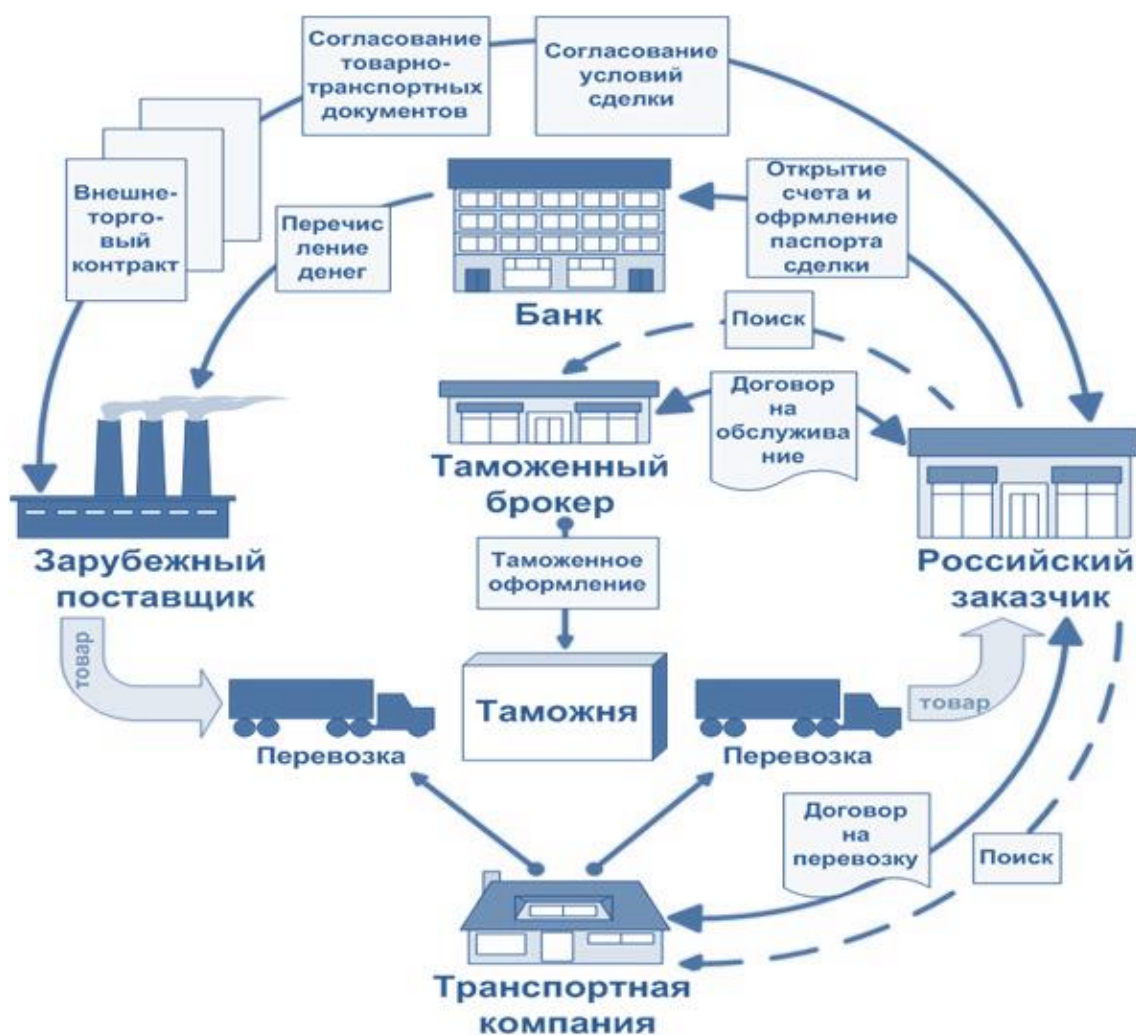 Согласование
товарно-
транспортных
документов
Согласование
условий
сделки
Внешне-
торго-
вый
контракт
Перечис
ление
денег
Открытие
счета и
офрмление
паспорта
сделки
Банк
Поиск
Договор
на
обслужива
ние
Таможенный
брокер
Зарубежный
поставщик
Таможенное
оформление
Российский
заказчик
товар
Таможня
товар
Перевозка
Перевозка
Договор
на
перевозку
Поиск
Транспортная
компания